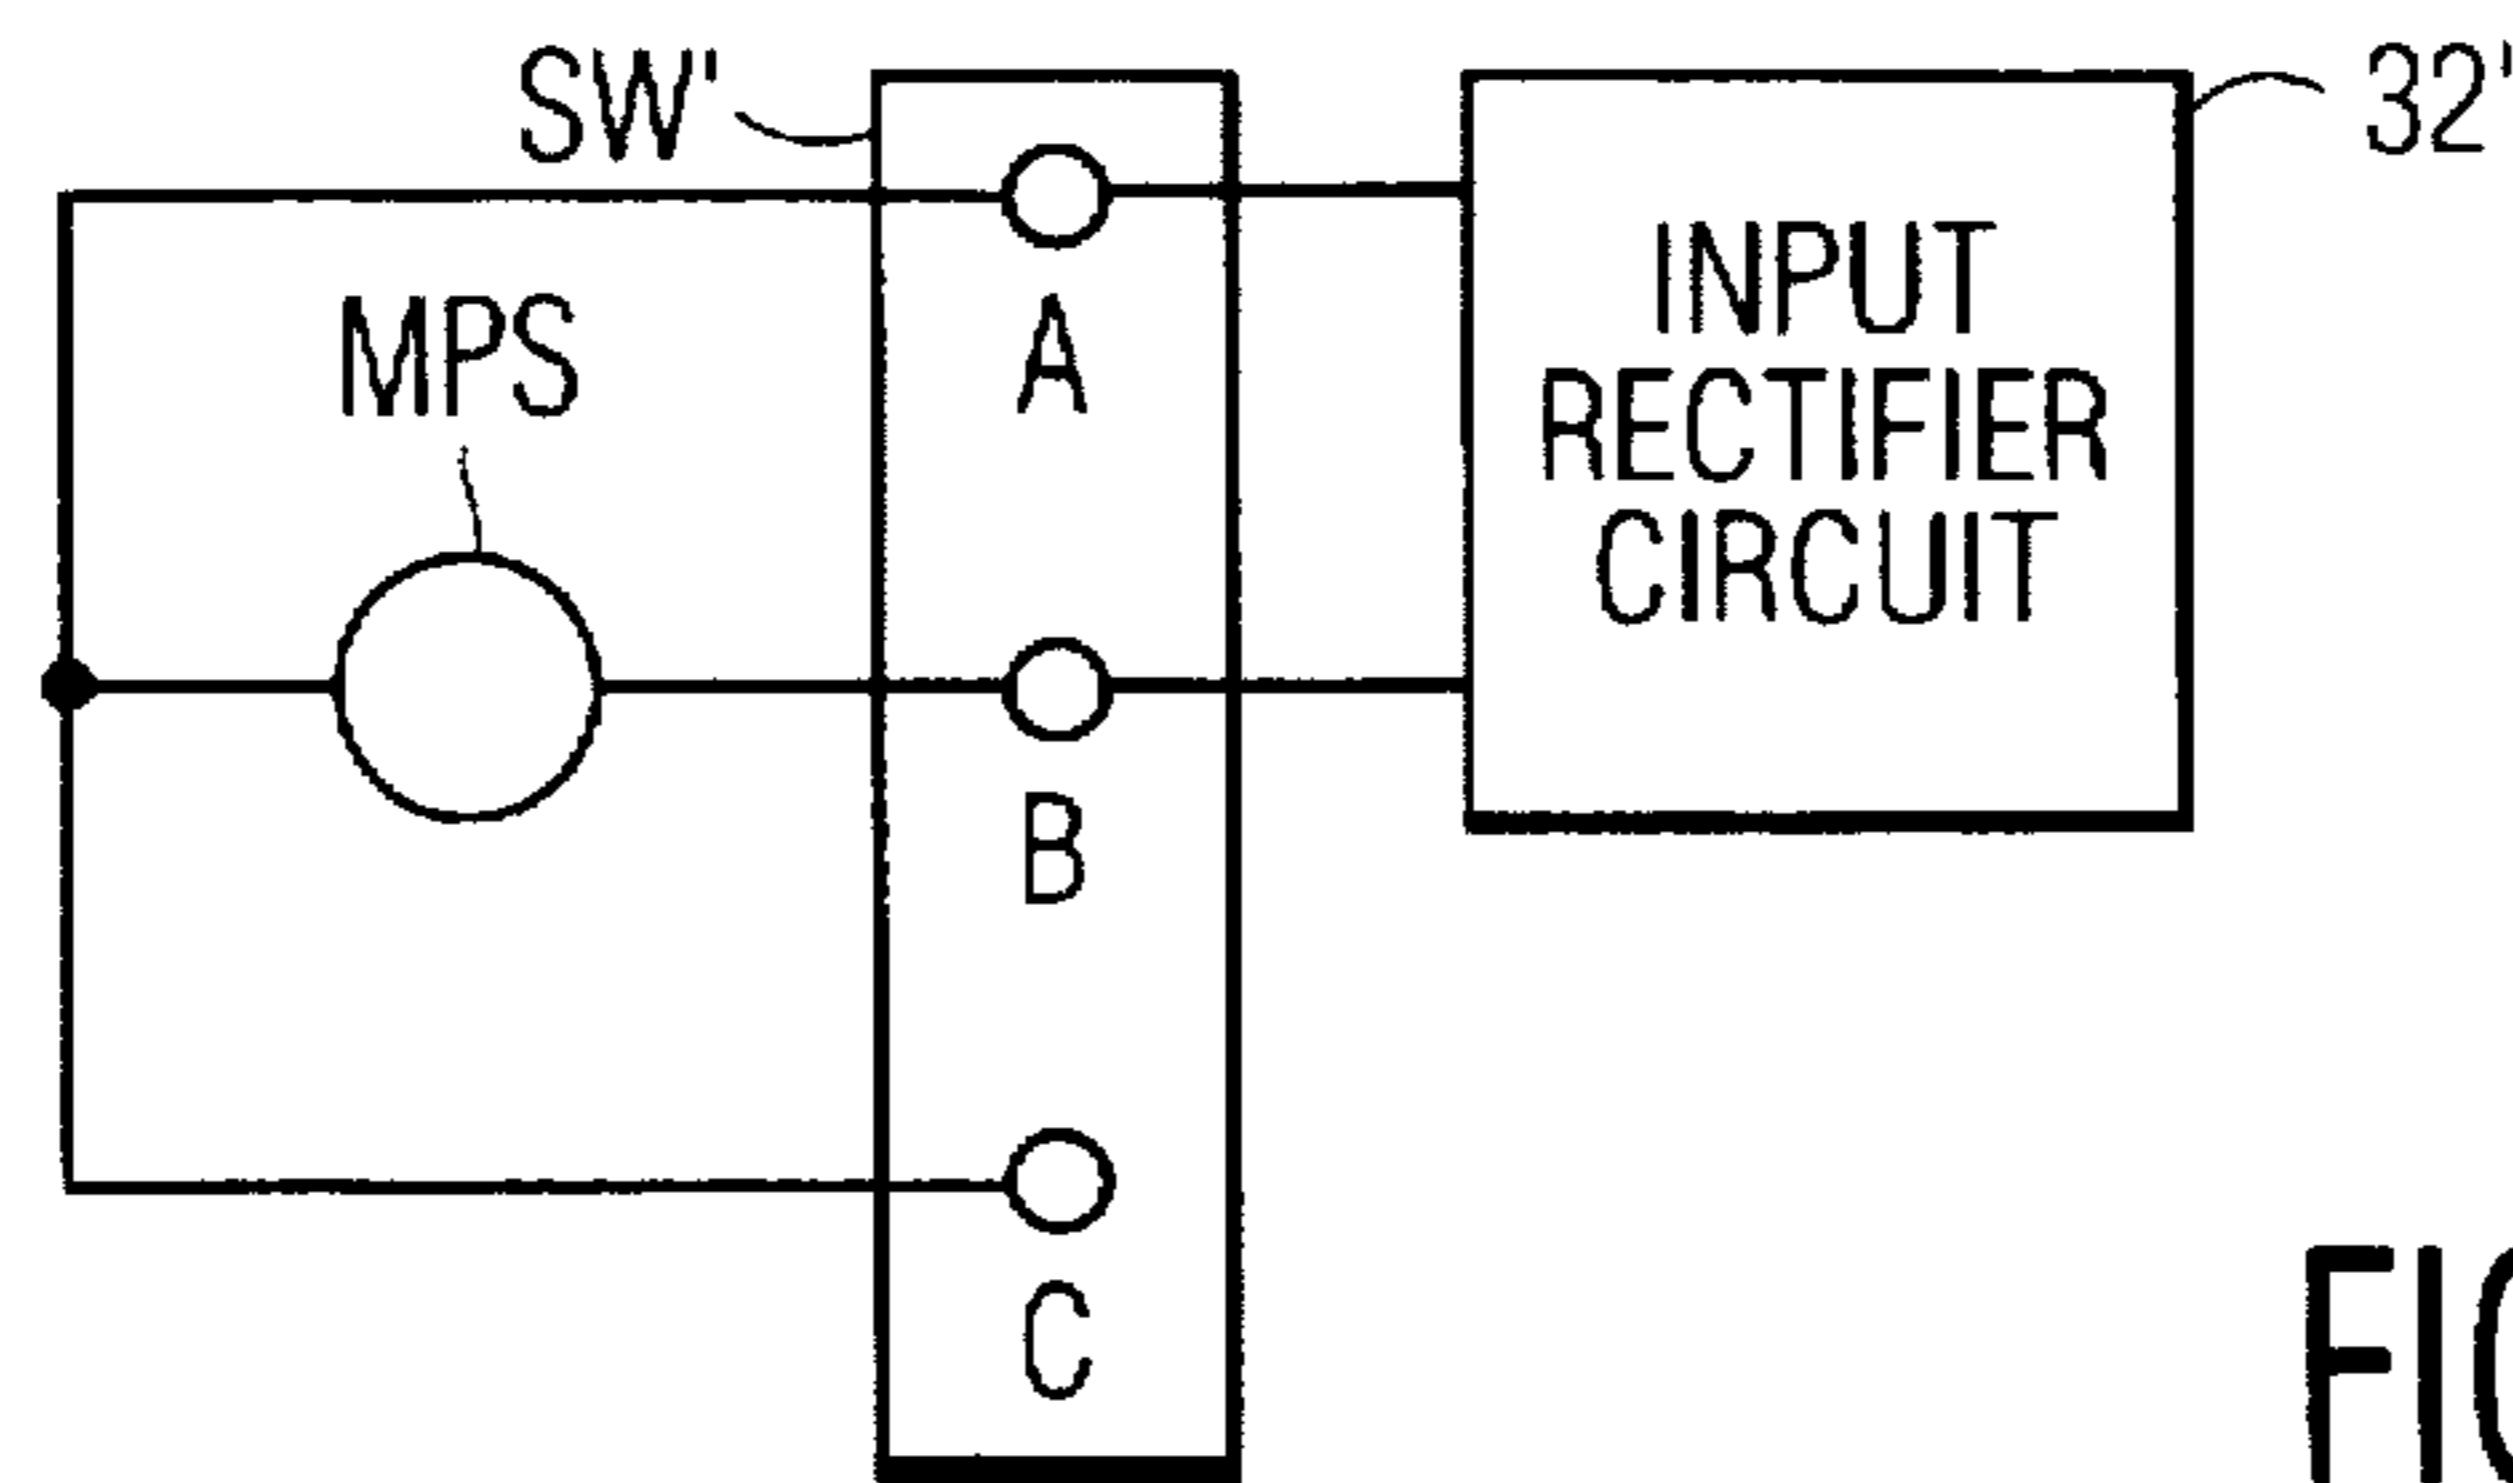 SW'
32'
MPS
A
INPUT
RECTIFIER
CIRCUIT
B
C